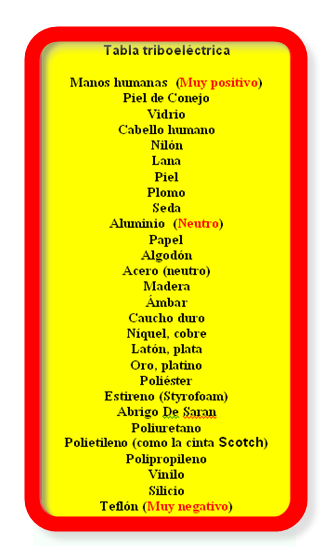 Tabla triboeléctrica
Manos humanas (Muy positivo)
Piel de Conejo
Vidrio
Cabello humano
Nilón
Lana
Piel
Plomo
Seda
Aluminio (Neutro)
Papel
Algodón
Acero (neutro)
Madera
Ámbar
Caucho duro
Níquel, cobre
Latón, plata
Oro, platino
Poliéster
Estireno (Styrofoam)
Abrigo De Saran
Poliuretano
Polietileno (como la cinta Scotch)
Polipropileno
Vinilo
Silicio
Teflón (Muy negativo)